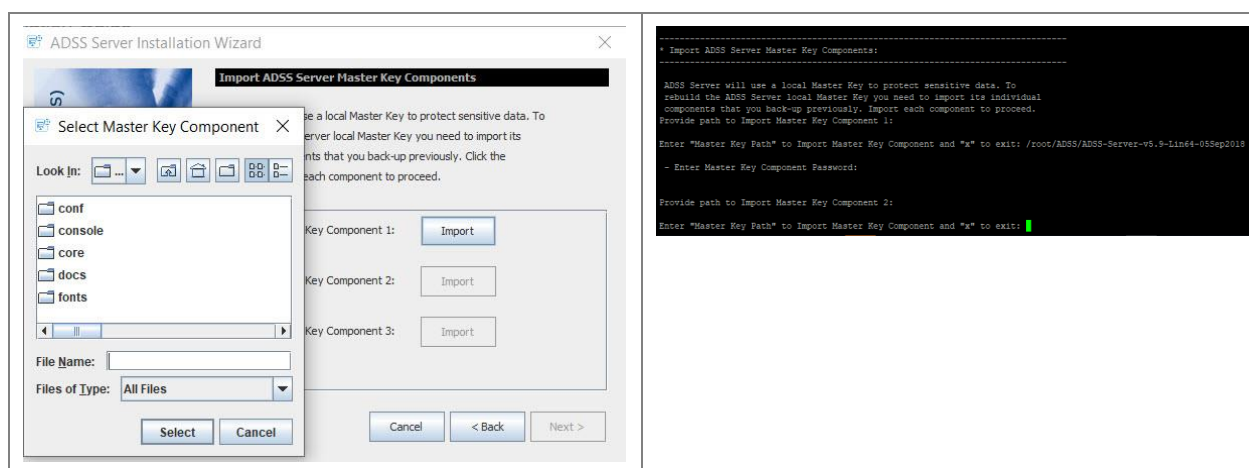 ADSS Server Installation Wizard
Import ADSS Server Master Key Components
se a local Master Key to protect sensitive data. To
erver local Master Key you need to import its
nts that you back-up previously. Click the
each component to proceed.
Key Component 1: Import
Key Component 2: Import
Key Component 3: Import
Cancel < Back Next >
Select Master Key Component
Look In: ...
conf
console
core
docs
fonts
File Name:
Files of Type: All Files
Select Cancel
* Import ADSS Server Master Key Components:
ADSS Server will use a local Master Key to protect sensitive data. To
rebuild the ADSS Server local Master Key you need to import its individual
components that you back-up previously. Import each component to proceed.
Provide path to Import Master Key Component 1:
Enter "Master Key Path" to Import Master Key Component and "x" to exit: /root/ADSS/ADSS-Server-v5.9-Lin64-05Sep2018
- Enter Master Key Component Password:
Provide path to Import Master Key Component 2:
Enter "Master Key Path" to Import Master Key Component and "x" to exit: